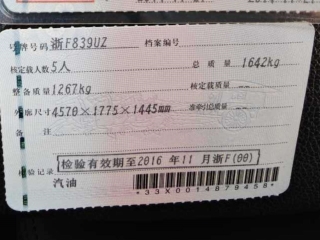 号牌号码 浙F839UZ 档案编号
核定载人数 5人 总质量 1642kg
整备质量 1267kg 核定载质量 --
外廓尺寸 4570×1775×1445mm 准牵引总质量 --
备注
检验记录 检验有效期至2016 年 11 月浙F(00)
汽油
*33X0014879458*